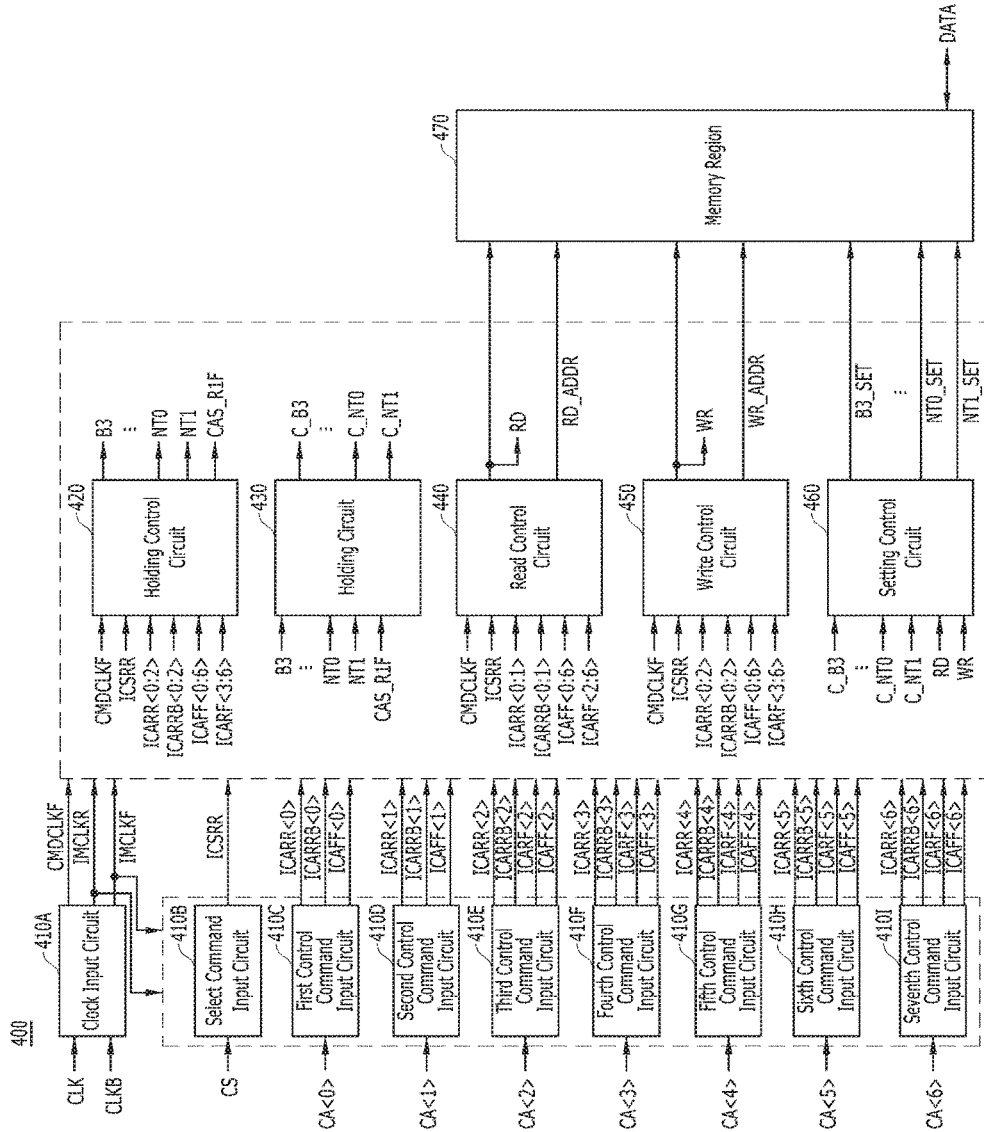 400
CLK
CLKB
410A
Clock Input Circuit
CMDCLKF
IMCLKR
IMCLKF
CS
410B
Select Command
Input Circuit
ICSRR
CA<0>
410C
First Control
Command
Input Circuit
ICARR<0>
ICARRB<0>
ICAFF<0>
CA<1>
410D
Second Control
Command
Input Circuit
ICARR<1>
ICARRB<1>
ICAFF<1>
CA<2>
410E
Third Control
Command
Input Circuit
ICARR<2>
ICARRB<2>
ICARF<2>
ICAFF<2>
CA<3>
410F
Fourth Control
Command
Input Circuit
ICARR<3>
ICARRB<3>
ICARF<3>
ICAFF<3>
CA<4>
410G
Fifth Control
Command
Input Circuit
ICARR<4>
ICARRB<4>
ICARF<4>
ICAFF<4>
CA<5>
410H
Sixth Control
Command
Input Circuit
ICARR<5>
ICARRB<5>
ICARF<5>
ICAFF<5>
CA<6>
410I
Seventh Control
Command
Input Circuit
ICARR<6>
ICARRB<6>
ICARF<6>
ICAFF<6>
CMDCLKF
ICSRR
ICARR<0:2>
ICARRB<0:2>
ICAFF<0:6>
ICARF<3:6>
420
Holding Control
Circuit
B3
⋮
NT0
NT1
CAS_R1F
B3
⋮
NT0
NT1
CAS_R1F
430
Holding Circuit
C_B3
⋮
C_NT0
C_NT1
CMDCLKF
ICSRR
ICARR<0:1>
ICARRB<0:1>
ICAFF<0:6>
ICARF<2:6>
440
Read Control
Circuit
RD
RD_ADDR
CMDCLKF
ICSRR
ICARR<0:2>
ICARRB<0:2>
ICAFF<0:6>
ICARF<3:6>
450
Write Control
Circuit
WR
WR_ADDR
C_B3
⋮
C_NT0
C_NT1
RD
WR
460
Setting Control
Circuit
B3_SET
⋮
NT0_SET
NT1_SET
470
Memory Region
DATA